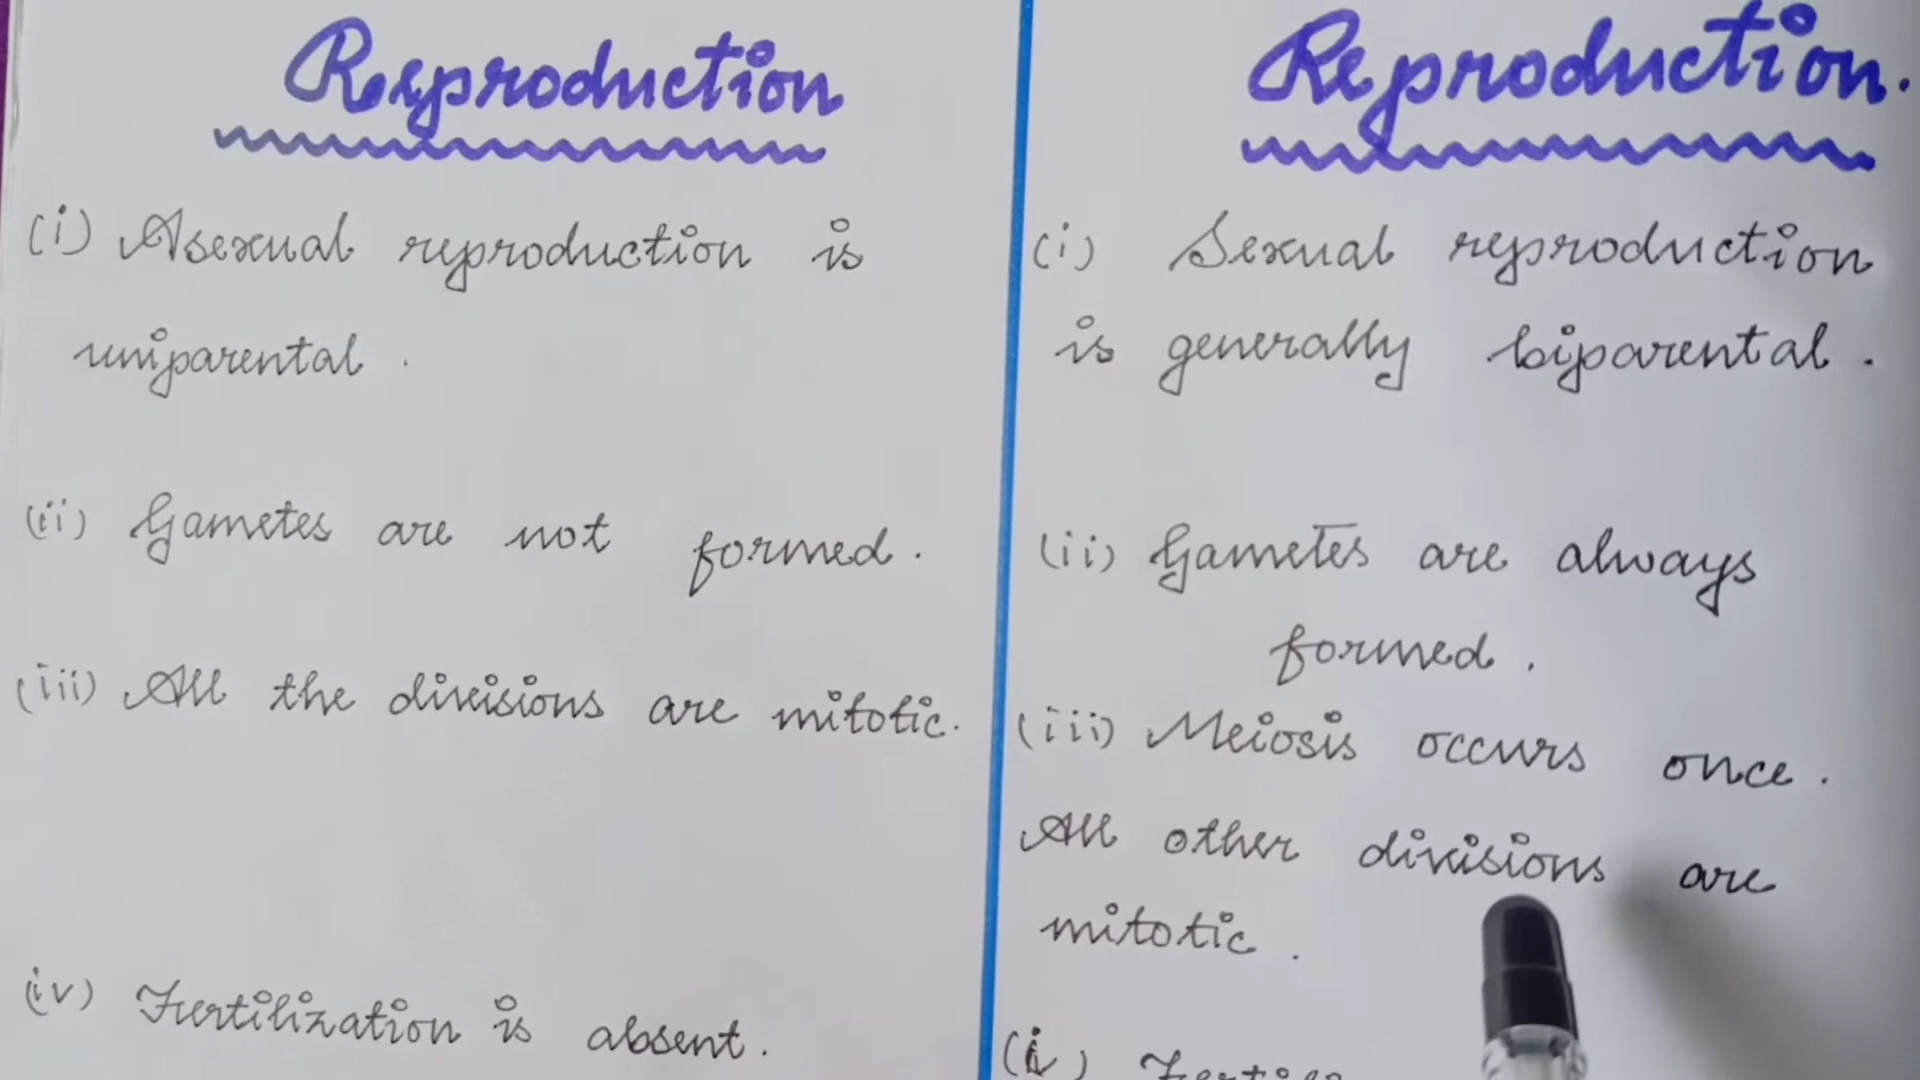 Reproduction
(i) Asexual reproduction is
uniparental.
(ii) Gametes are not formed.
(iii) All the divisions are mitotic.
(iv) Fertilization is absent.
Reproduction.
(i) Sexual reproduction
is generally biparental.
(ii) Gametes are always
formed.
(iii) Meiosis occurs once.
All other divisions are
mitotic.